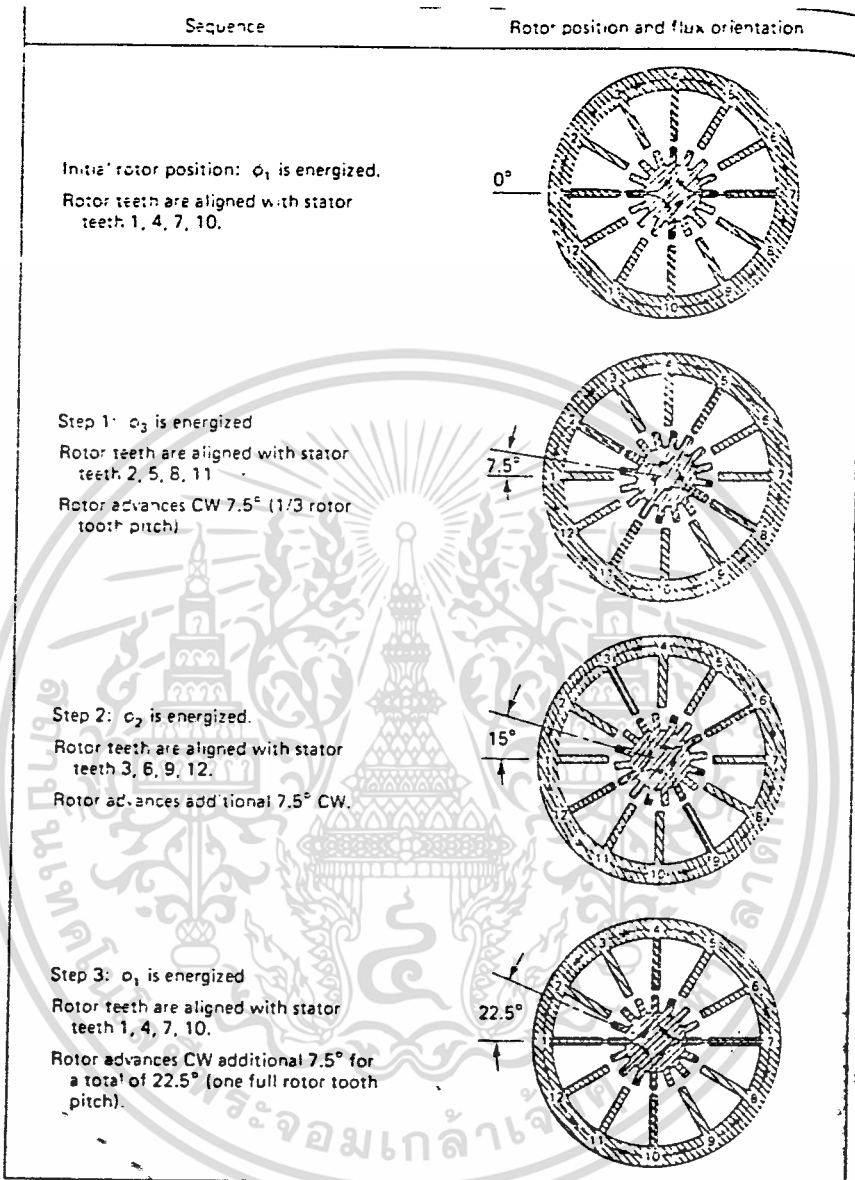 Sequence
Rotor position and flux orientation
Initial rotor position: ϕ₁ is energized.
Rotor teeth are aligned with stator
teeth 1, 4, 7, 10.
0°
Step 1: ϕ₃ is energized
Rotor teeth are aligned with stator
teeth 2, 5, 8, 11
Rotor advances CW 7.5° (1/3 rotor
tooth pitch)
7.5°
Step 2: ϕ₂ is energized.
Rotor teeth are aligned with stator
teeth 3, 6, 9, 12.
Rotor advances additional 7.5° CW.
15°
Step 3: ϕ₁ is energized
Rotor teeth are aligned with stator
teeth 1, 4, 7, 10.
Rotor advances CW additional 7.5° for
a total of 22.5° (one full rotor tooth
pitch).
22.5°